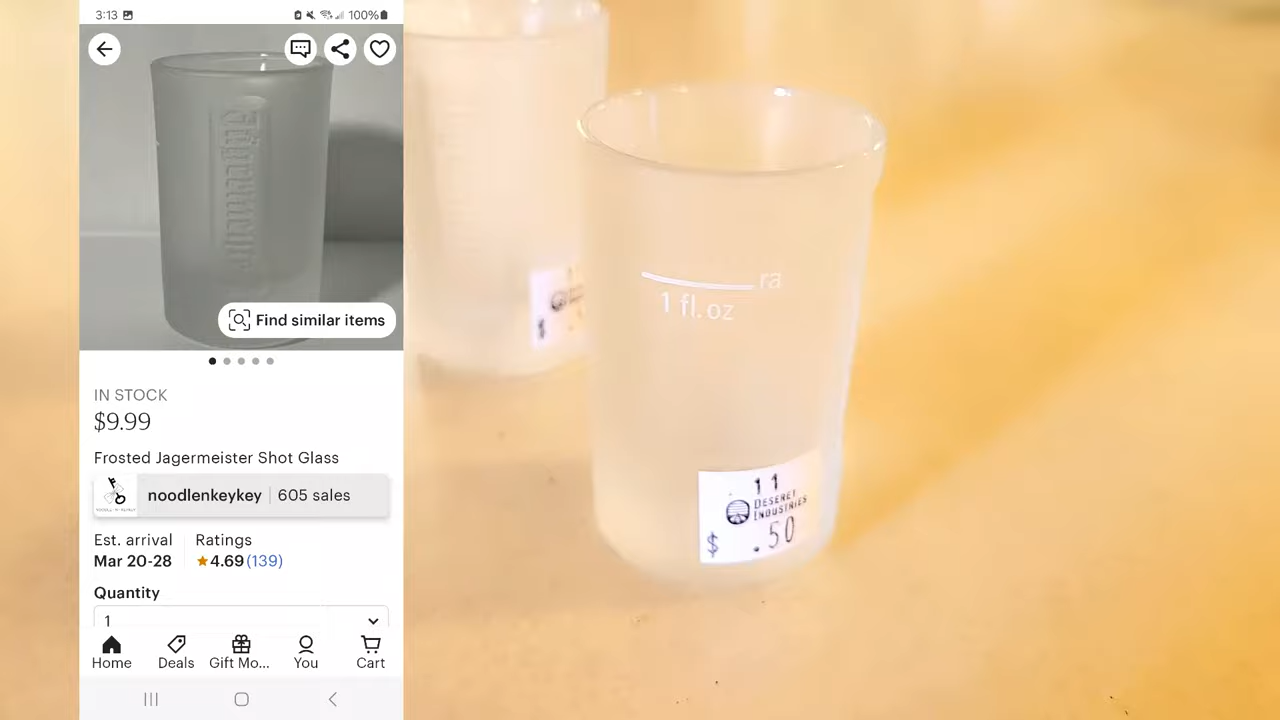 3:13
100%
Jägermeister
Find similar items
IN STOCK
$9.99
Frosted Jagermeister Shot Glass
noodlenkeykey | 605 sales
Est. arrival
Mar 20-28
Ratings
4.69 (139)
Quantity
1
Home
Deals
Gift Mo...
You
Cart
ra
1 fl. oz
11
DESERET
INDUSTRIES
$ .50
$